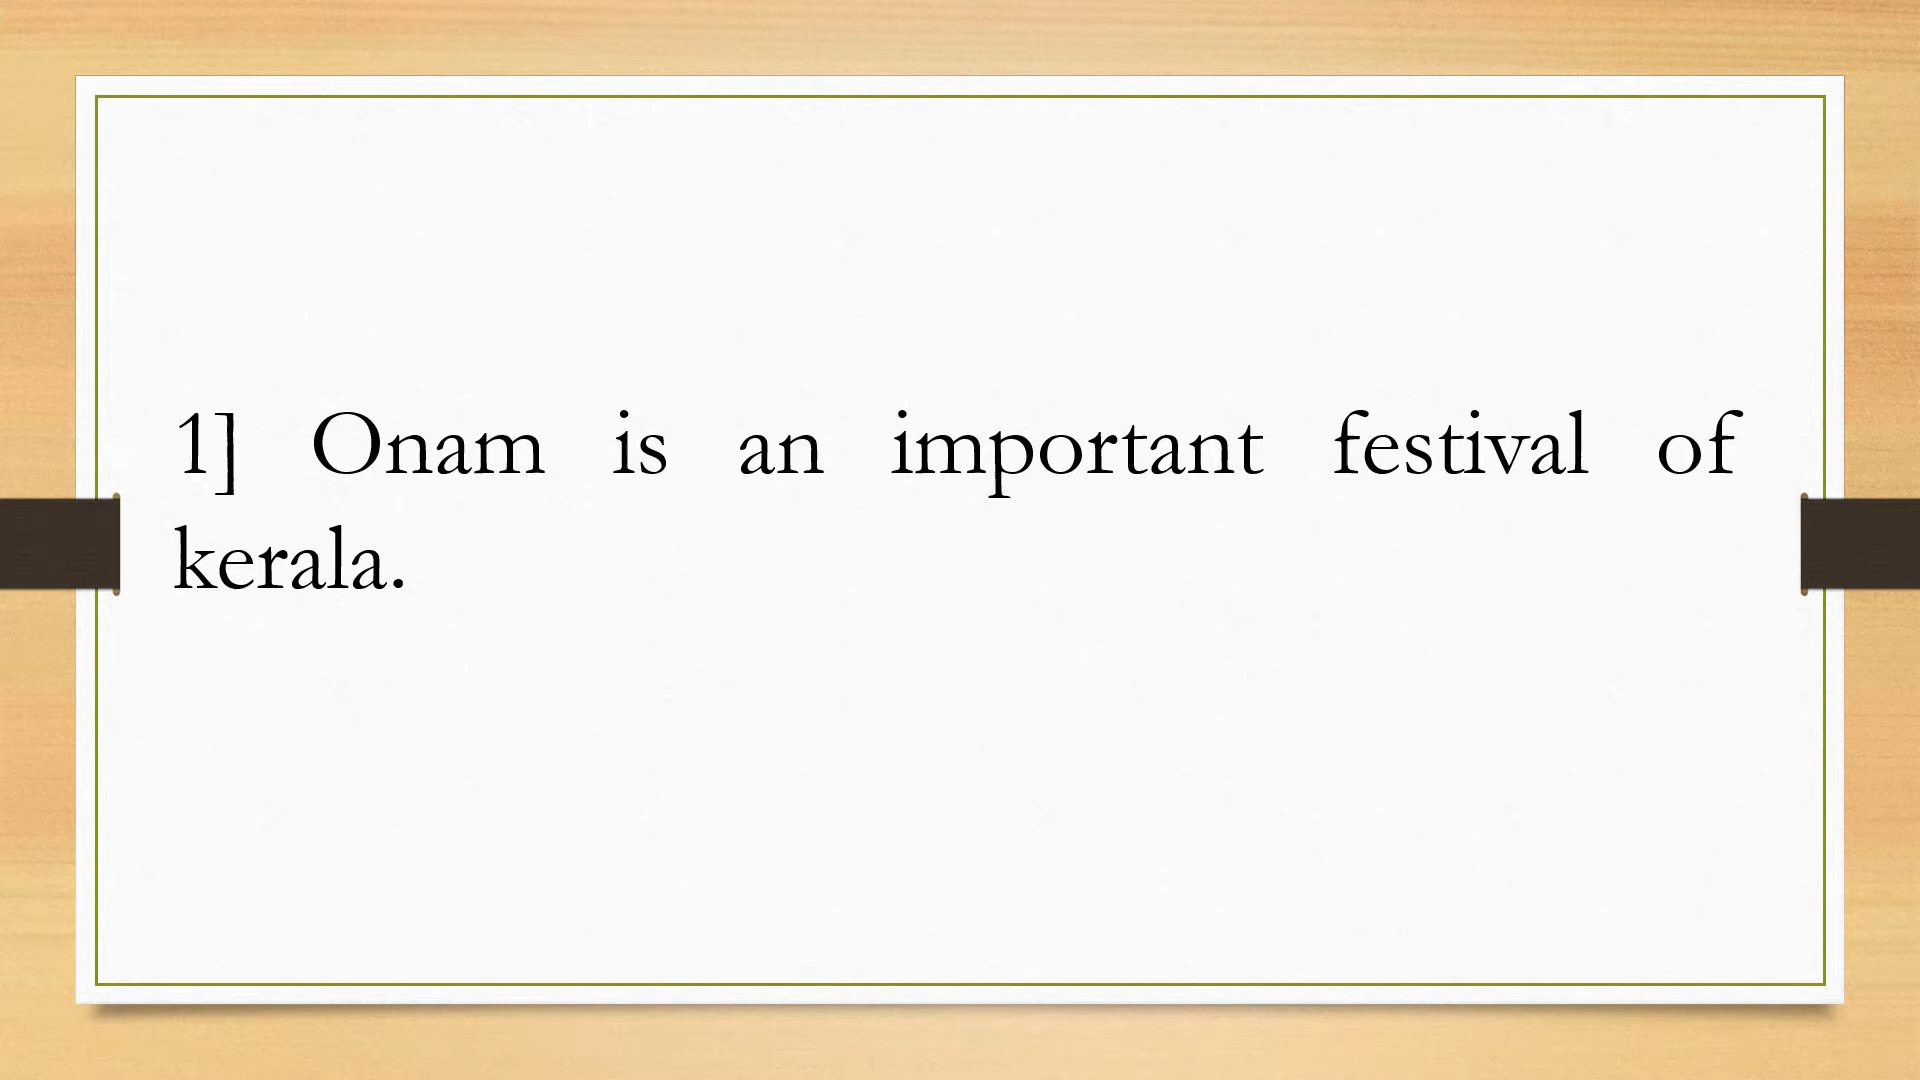 1] Onam is an important festival of
kerala.